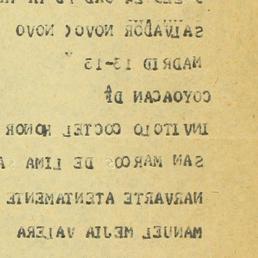 SALVADOR NOVO) NOVO
MADRID 13-13
COYOACAN DF
INVITOLO COCTEL HONOR
SAN MARCOS DE LIMA
NARVARTE ATENTAMENTE
MANUEL MEJIA VALERA